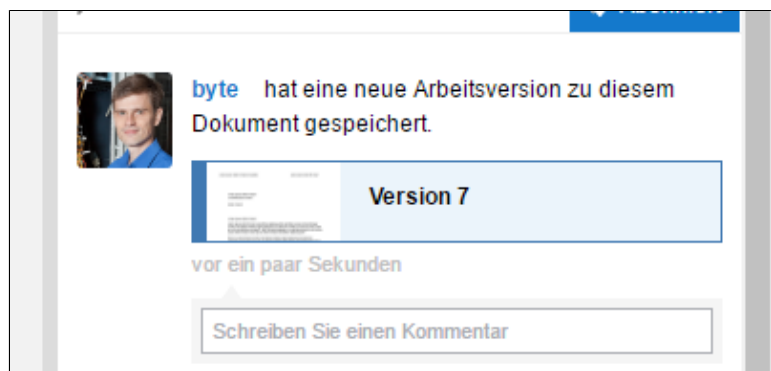 byte hat eine neue Arbeitsversion zu diesem
Dokument gespeichert.
Version 7
vor ein paar Sekunden
Schreiben Sie einen Kommentar